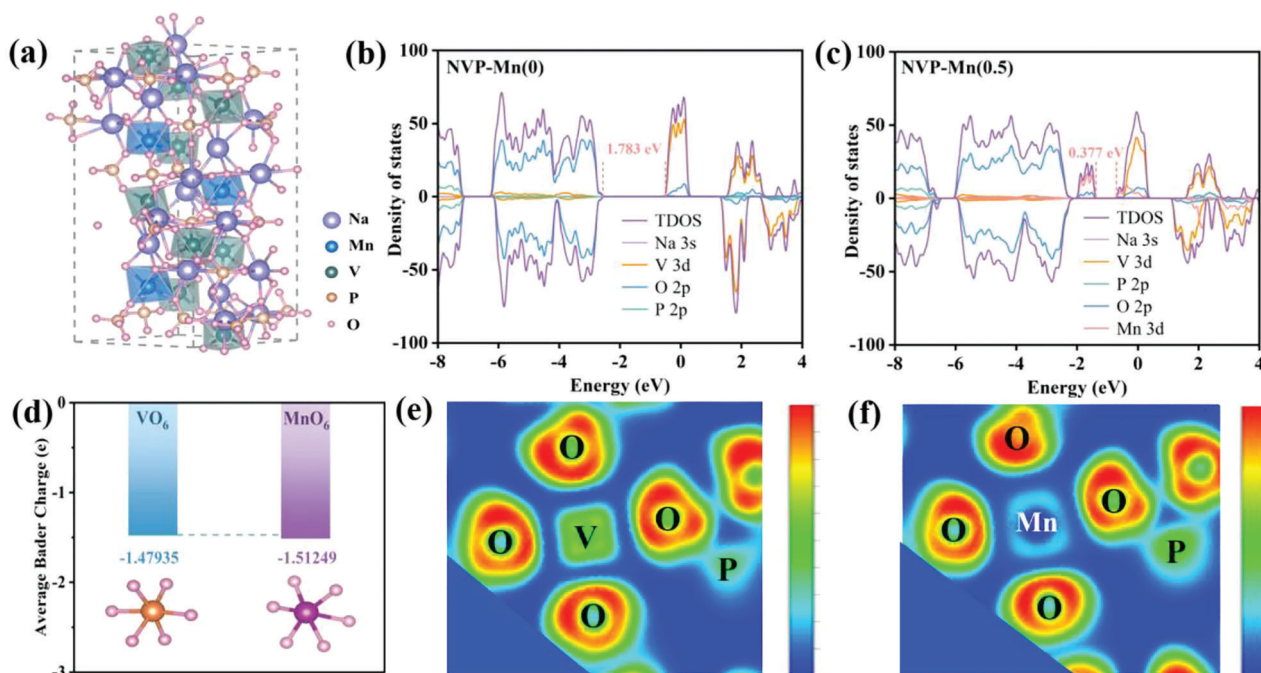 (a)
Na
Mn
V
P
O
(b)
NVP-Mn(0)
100
50
0
-50
-100
Density of states
1.783 eV
TDOS
Na 3s
V 3d
O 2p
P 2p
-8
-6
-4
-2
0
2
4
Energy (eV)
(c)
NVP-Mn(0.5)
100
50
0
-50
-100
Density of states
0.377 eV
TDOS
Na 3s
V 3d
P 2p
O 2p
Mn 3d
-8
-6
-4
-2
0
2
4
Energy (eV)
(d)
0
-1
-2
-3
Average Bader Charge (e)
VO6
MnO6
-1.47935
-1.51249
(e)
O
O
V
O
P
O
(f)
O
O
Mn
O
P
O